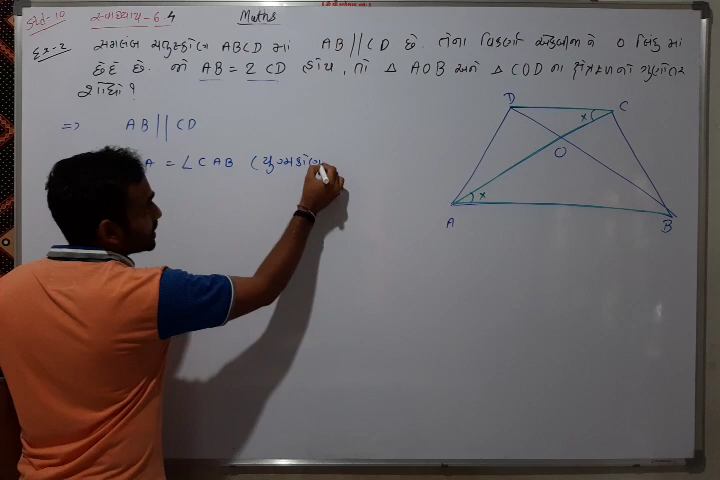 ધોરણ-10 સ્વાધ્યાય-6.4 Maths
દા-2 સમલંબ ચતુષ્કોણ ABCD માં AB||CD છે. તેના વિકર્ણો એકબીજાને O બિંદુ માં
છેદે છે. જો AB = 2 CD હોય, તો △ AOB અને △ COD ના ક્ષેત્રફળનો ગુણોત્તર
શોધો?
⇒ AB || CD
A = ∠CAB (યુગ્મકોણ
D
C
x
O
x
A
B